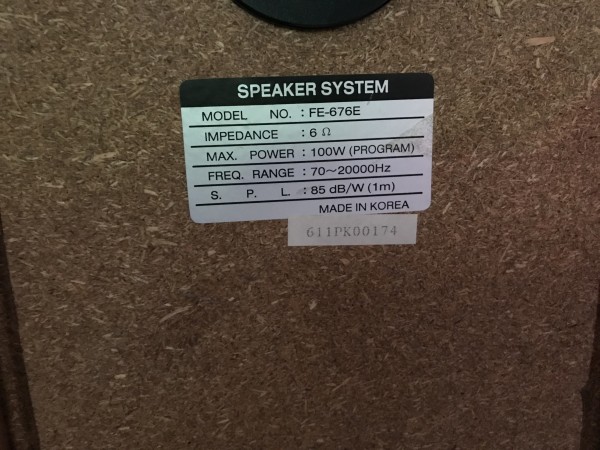 SPEAKER SYSTEM
MODEL NO. : FE-676E
IMPEDANCE : 6 Ω
MAX. POWER : 100W (PROGRAM)
FREQ. RANGE : 70~20000Hz
S. P. L. : 85 dB/W (1m)
MADE IN KOREA
611PK00174